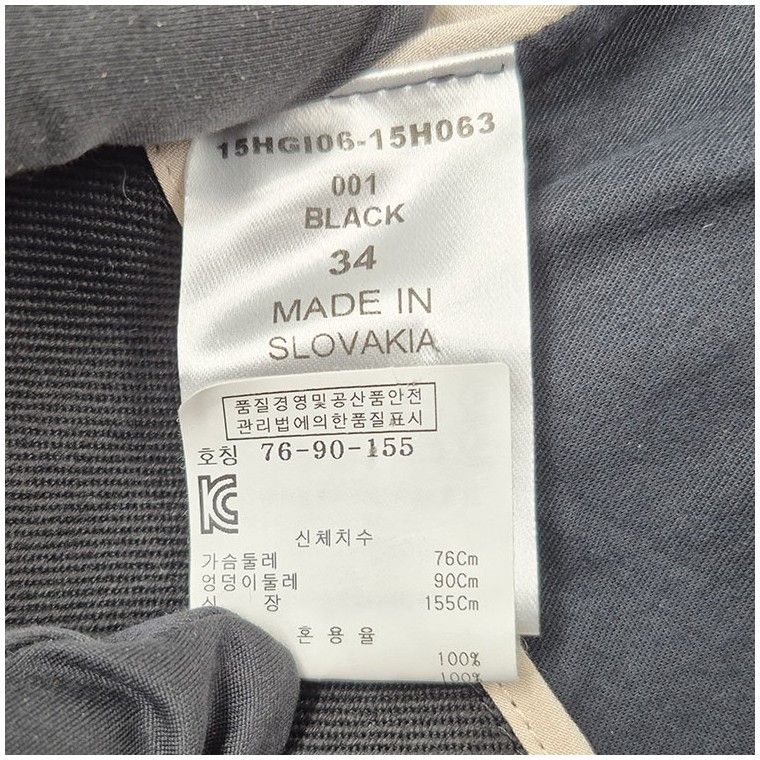 15HGI06-15H063
001
BLACK
34
MADE IN
SLOVAKIA
품질경영및공산품안전
관리법에의한품질표시
호칭 76-90-155
신체치수
가슴둘레 76Cm
엉덩이둘레 90Cm
신 장 155Cm
혼 용 율
100%
100%